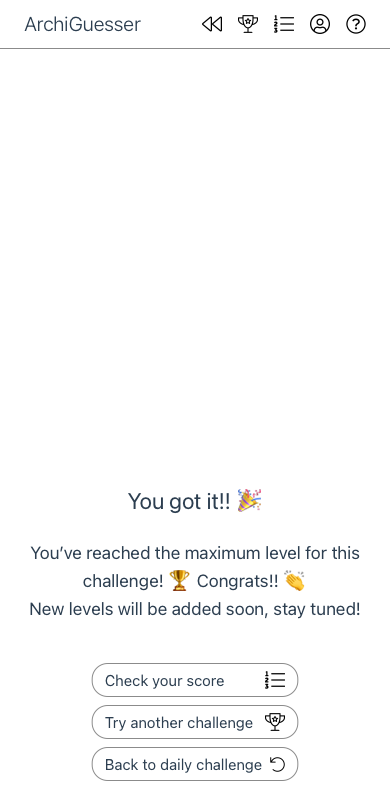 ArchiGuesser
You got it!! 🎉
You’ve reached the maximum level for this
challenge! 🏆 Congrats!! 👏
New levels will be added soon, stay tuned!
Check your score
Try another challenge
Back to daily challenge